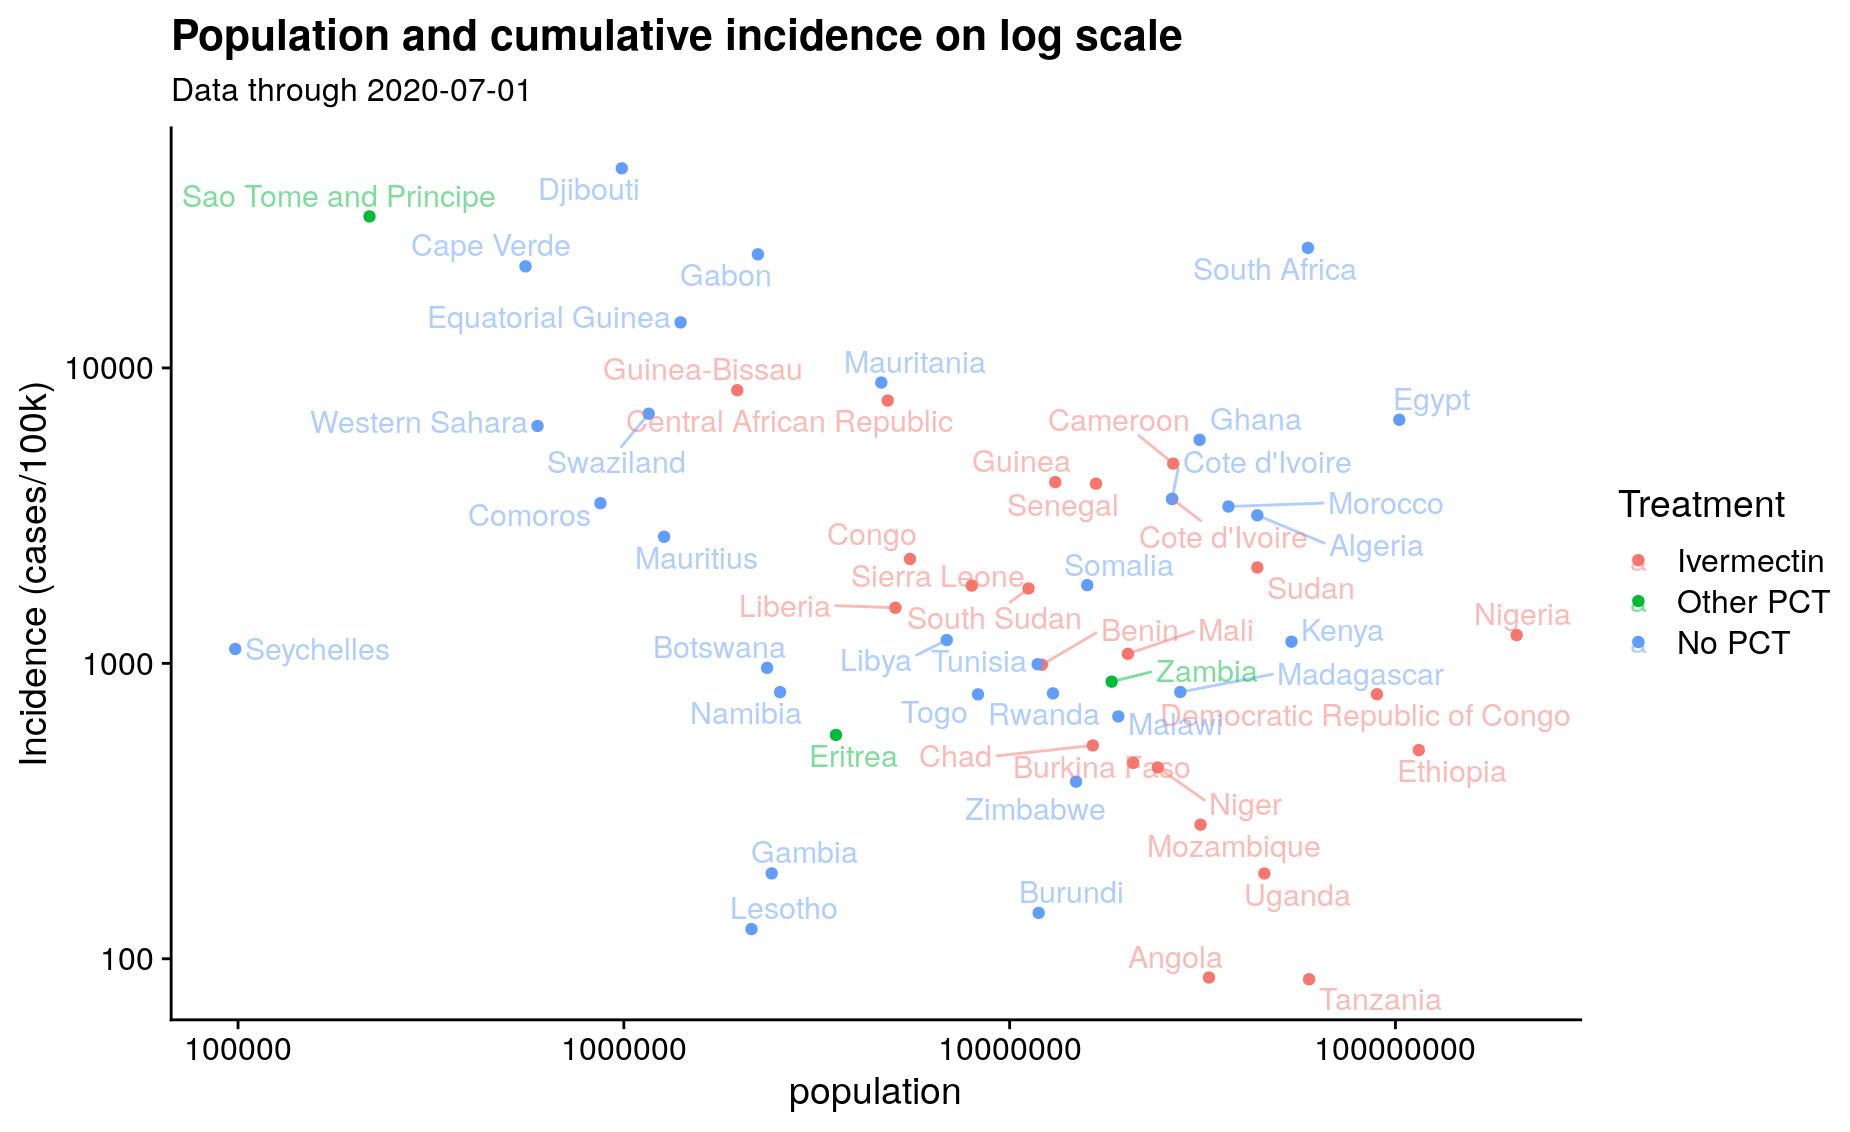 Population and cumulative incidence on log scale
Data through 2020-07-01
Djibouti
Sao Tome and Principe
Cape Verde
Gabon
South Africa
Equatorial Guinea
Mauritania
10000
Guinea-Bissau
Egypt
Western Sahara
Central African Republic
Cameroon
Ghana
Swaziland
Guinea
Cote d'Ivoire
Comoros
Senegal
Morocco
Congo
Cote d'Ivoire
Algeria
Mauritius
Somalia
Sierra Leone
Sudan
Liberia
South Sudan
Nigeria
Benin
Mali
Kenya
Seychelles
Botswana
Libya
Tunisia
1000
Zambia
Madagascar
Namibia
Togo
Rwanda
Democratic Republic of Congo
Malawi
Eritrea
Chad
Burkina Faso
Ethiopia
Zimbabwe
Niger
Gambia
Mozambique
Lesotho
Burundi
Uganda
100
Angola
Tanzania
Incidence (cases/100k)
100000
1000000
10000000
100000000
population
Treatment
a Ivermectin
a Other PCT
a No PCT